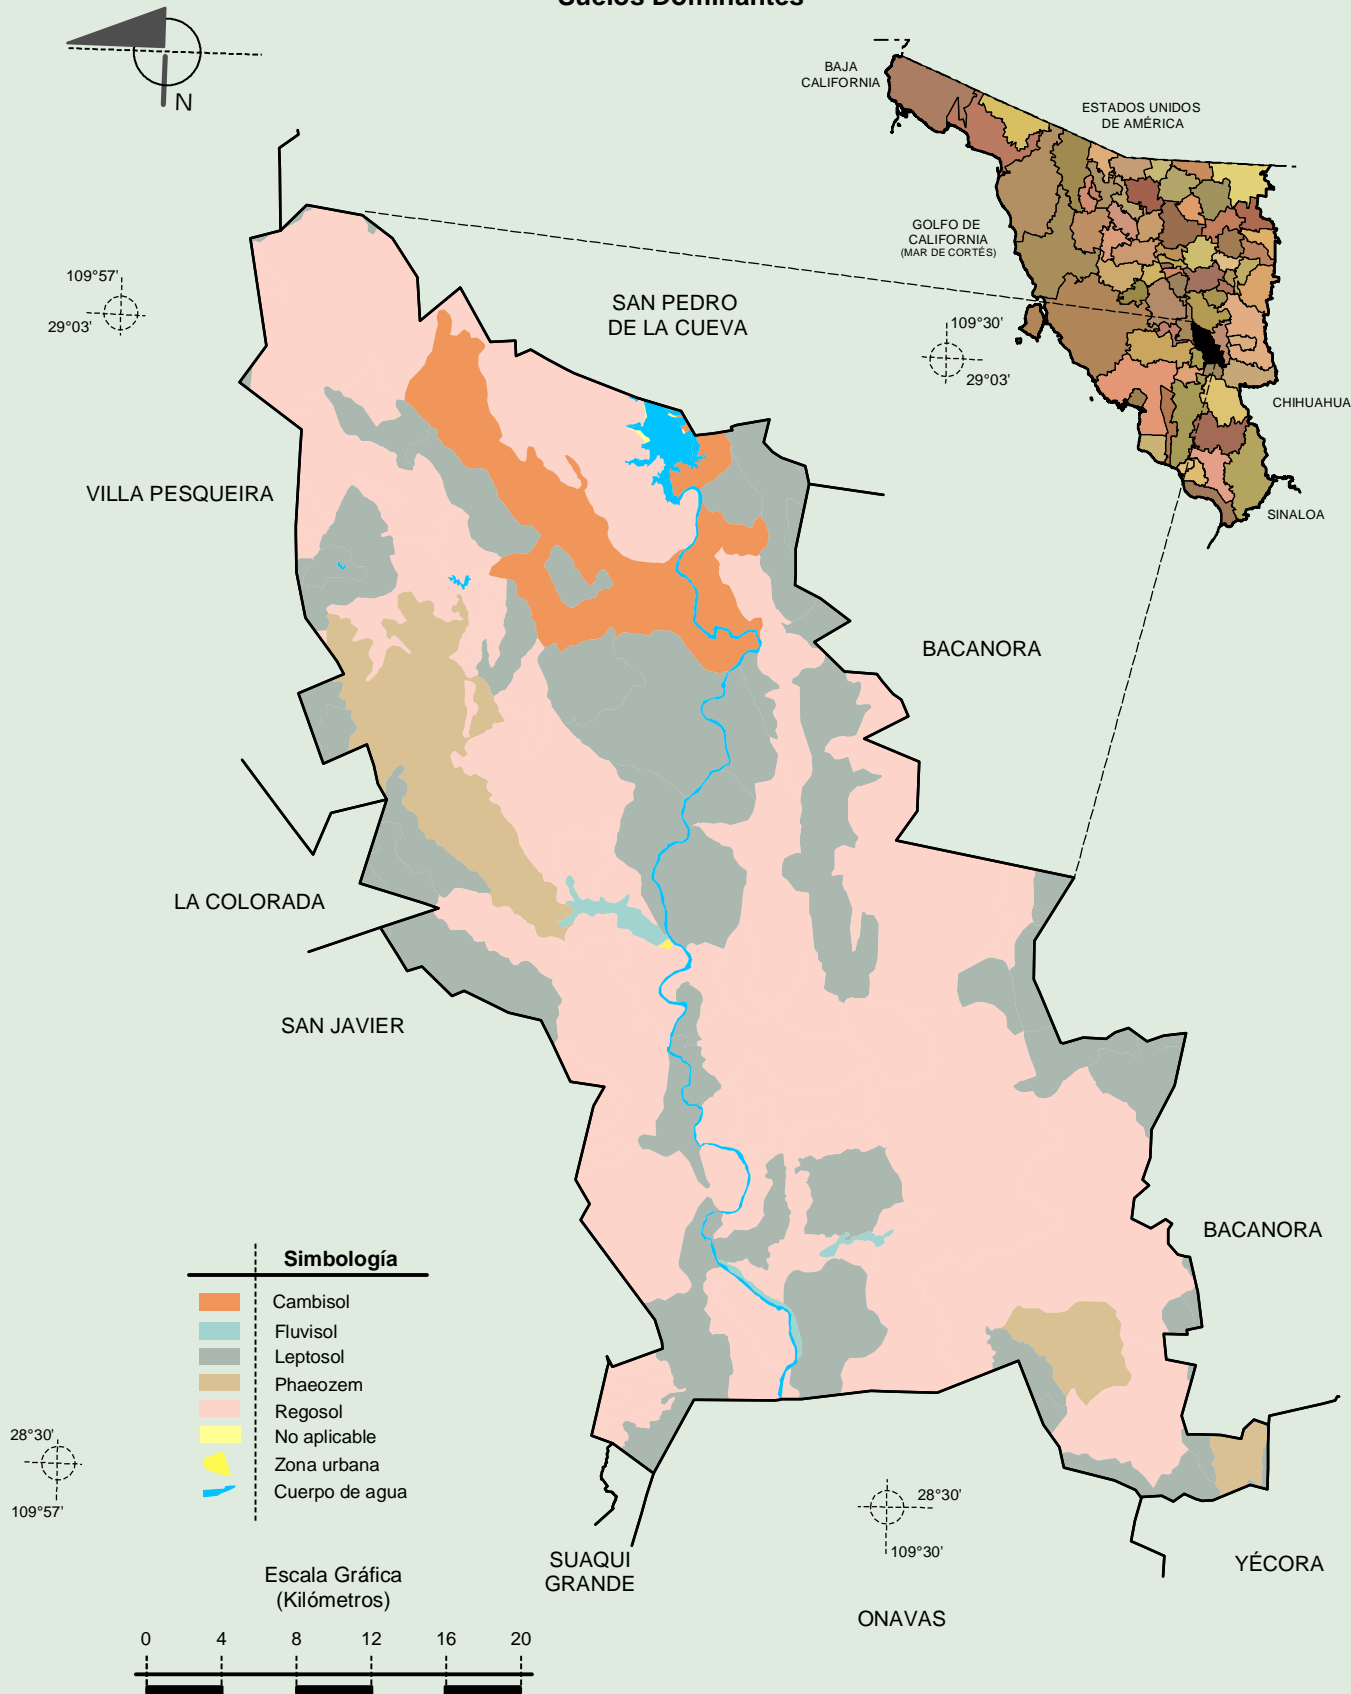 Suelos Dominantes
N
BAJA
CALIFORNIA
ESTADOS UNIDOS
DE AMÉRICA
GOLFO DE
CALIFORNIA
(MAR DE CORTÉS)
109°57'
29°03'
SAN PEDRO
DE LA CUEVA
109°30'
29°03'
CHIHUAHUA
SINALOA
VILLA PESQUEIRA
BACANORA
LA COLORADA
SAN JAVIER
BACANORA
Simbología
Cambisol
Fluvisol
Leptosol
Phaeozem
Regosol
No aplicable
Zona urbana
Cuerpo de agua
28°30'
109°57'
28°30'
109°30'
SUAQUI
GRANDE
YÉCORA
ONAVAS
Escala Gráfica
(Kilómetros)
0 4 8 12 16 20